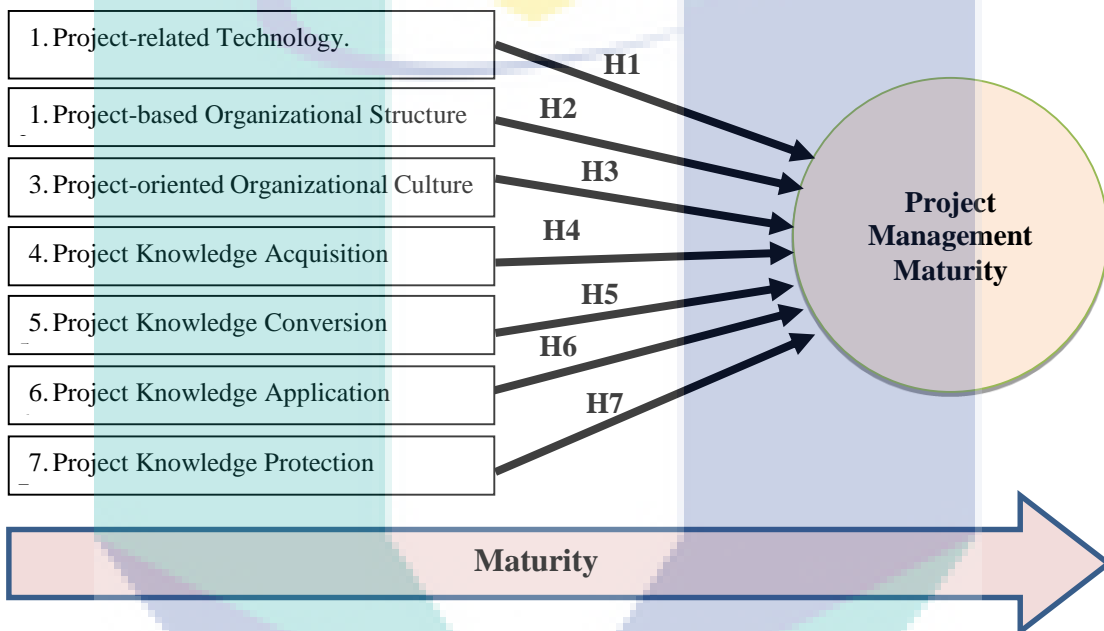 1. Project-related Technology.
H1
1. Project-based Organizational Structure
H2
3. Project-oriented Organizational Culture
H3
4. Project Knowledge Acquisition
H4
5. Project Knowledge Conversion
H5
6. Project Knowledge Application
H6
7. Project Knowledge Protection
H7
Project
Management
Maturity
Maturity